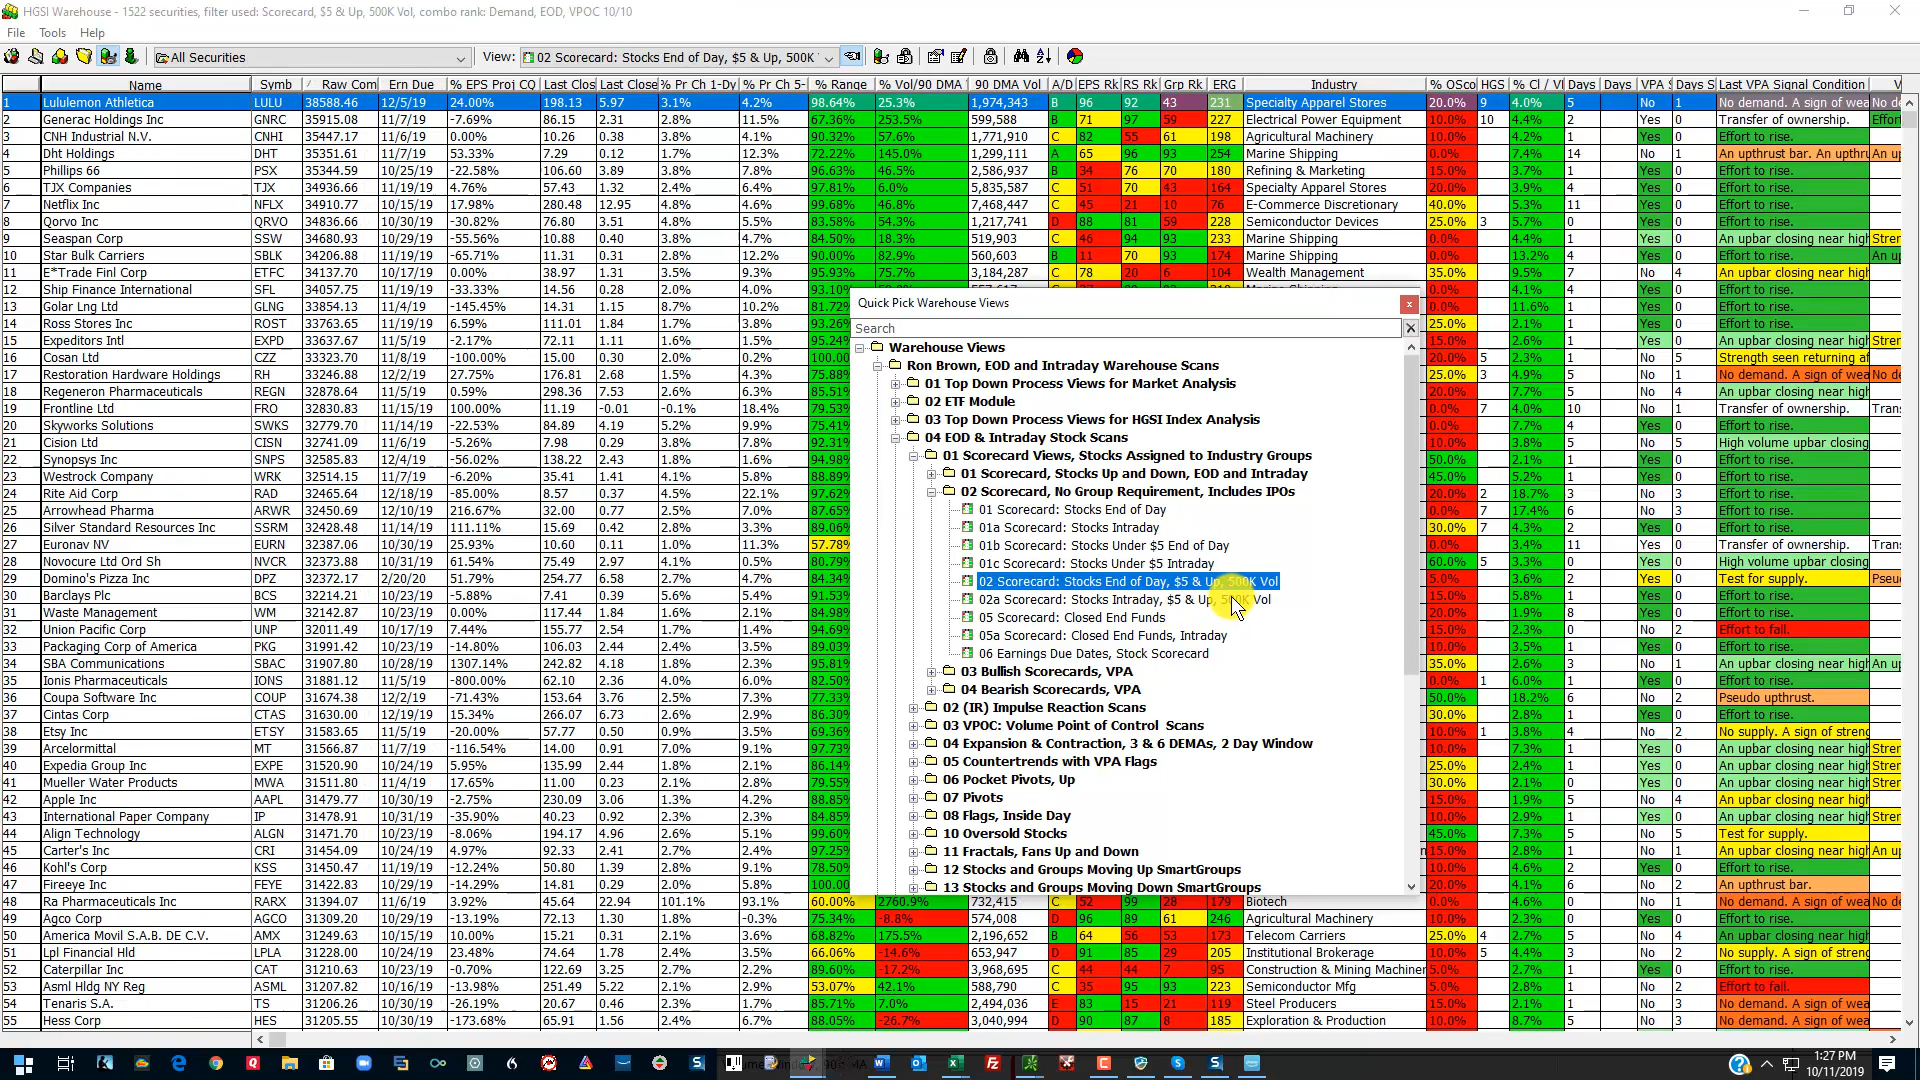 HGSI Warehouse - 1522 securities, filter used: Scorecard, $5 & Up, 500K Vol, combo rank: Demand, EOD, VPOC 10/10
File Tools Help
All Securities View: 02 Scorecard: Stocks End of Day, $5 & Up, 500K
Name Symb Raw Com Ern Due % EPS Proj CQ Last Clos Last Close % Pr Ch 1-Dy % Pr Ch 5- % Range % Vol/90 DMA 90 DMA Vol A/D EPS Rk RS Rk Grp Rk ERG Industry % OSco HGS % Cl / Vl Days Days VPA Days S Last VPA Signal Condition
1 Lululemon Athletica LULU 38588.46 12/5/19 24.00% 198.13 5.97 3.1% 4.2% 98.64% 25.3% 1,974,343 B 96 92 43 231 Specialty Apparel Stores 20.0% 9 4.0% 5 No 1 No demand. A sign of wea No de
2 Generac Holdings Inc GNRC 35915.08 11/7/19 -7.26% 86.15 2.31 2.8% 11.5% 67.36% 253.5% 599,588 B 71 97 59 227 Electrical Power Equipment 10.0% 10 4.2% 2 Yes 0 Transfer of ownership. Effor
3 CNH Industrial N.V. CNHI 35447.17 11/6/19 0.00% 10.26 0.38 3.8% 4.1% 90.32% 57.6% 1,771,910 C 82 55 61 198 Agricultural Machinery 10.0% 4.4% 1 Yes 0 Effort to rise.
4 Dht Holdings DHT 35351.61 11/7/19 53.33% 7.29 0.12 1.7% 12.3% 72.22% 145.0% 1,299,111 A 65 96 93 254 Marine Shipping 0.0% 7.4% 14 No 1 An upthrust bar. An upthru An up
5 Phillips 66 PSX 35344.59 10/25/19 -22.58% 106.60 3.89 3.8% 7.8% 96.63% 46.5% 2,586,937 B 34 76 70 180 Refining & Marketing 15.0% 4.2% 1 Yes 0 Effort to rise.
6 TJX Companies TJX 34936.66 11/19/19 4.76% 57.43 1.32 2.4% 6.4% 97.81% 6.0% 5,835,587 C 51 70 43 164 Specialty Apparel Stores 20.0% 3.9% 4 Yes 0 Effort to rise.
7 Netflix Inc NFLX 34910.77 10/15/19 17.98% 280.48 12.95 4.8% 4.6% 99.68% 46.8% 7,468,447 C 45 21 10 76 E-Commerce Discretionary 40.0% 5.3% 11 Yes 0 Effort to rise.
8 Qorvo Inc QRVO 34836.66 10/30/19 -30.82% 76.80 3.51 4.8% 5.5% 83.58% 54.3% 1,217,741 D 88 81 59 228 Semiconductor Devices 25.0% 3 5.7% 0 Yes 0 Effort to rise.
9 Seaspan Corp SSW 34680.93 10/29/19 -55.56% 10.88 0.40 3.8% 4.7% 84.50% 18.3% 519,903 C 46 94 93 233 Marine Shipping 0.0% 4.4% 1 Yes 0 An upbar closing near high Stren
10 Star Bulk Carriers SBLK 34206.88 11/19/19 -65.71% 11.31 0.31 2.8% 12.2% 90.00% 82.9% 560,603 B 11 70 93 174 Marine Shipping 0.0% 13.2% 4 Yes 0 Effort to rise. An up
11 E*Trade Finl Corp ETFC 34137.70 10/17/19 0.00% 38.97 1.31 3.5% 9.3% 95.93% 75.7% 3,184,287 C 78 20 6 104 Wealth Management 35.0% 9.5% 7 No 4 An upbar closing near high
12 Ship Finance International SFL 34057.75 11/19/19 -33.33% 14.56 0.28 2.0% 4.0% 93.10% 0.0% 4.1% 4 Yes 0 Effort to rise.
13 Golar Lng Ltd GLNG 33854.13 11/4/19 -145.45% 14.31 1.15 8.7% 10.2% 81.72% 0.0% 11.6% 1 Yes 0 Effort to rise.
14 Ross Stores Inc ROST 33763.65 11/19/19 6.59% 111.01 1.84 1.7% 3.8% 93.26% 25.0% 2.1% 1 Yes 0 Effort to rise.
15 Expeditors Intl EXPD 33637.67 11/5/19 -2.17% 72.11 1.11 1.6% 1.5% 95.24% 15.0% 2.6% 1 Yes 0 An upbar closing near high Stren
16 Cosan Ltd CZZ 33323.70 11/8/19 -100.00% 15.00 0.30 2.0% 0.2% 100.00 20.0% 5 3.6% 3 No 5 Strength seen returning af
17 Restoration Hardware Holdings RH 33246.88 12/3/19 27.75% 176.81 2.68 1.5% 4.3% 75.88% 25.0% 3 4.9% 3 No 1 No demand. A sign of wea No de
18 Regeneron Pharmaceuticals REGN 32878.64 11/5/19 0.59% 298.36 7.53 2.6% 6.3% 85.51% 20.0% 7.7% 5 No 4 An upbar closing near high
19 Frontline Ltd FRO 32830.83 11/15/19 100.00% 11.19 -0.01 -0.1% 18.4% 79.53% 0.0% 7 4.0% 10 No 1 Transfer of ownership. Trans
20 Skyworks Solutions SWKS 32779.70 11/14/19 -22.53% 84.89 4.19 5.2% 9.9% 75.41% 20.0% 7.7% 4 Yes 0 Effort to rise.
21 Cision Ltd CISN 32741.09 11/6/19 -5.26% 7.98 0.29 3.8% 7.8% 92.31% 10.0% 3.8% 5 No 5 High volume upbar closing
22 Synopsys Inc SNPS 32585.83 12/4/19 -56.02% 138.22 2.43 1.8% 1.6% 94.98% 50.0% 2.1% 1 Yes 0 Effort to rise.
23 Westrock Company WRK 32514.15 11/5/19 -6.20% 35.41 1.41 4.1% 5.8% 88.89% 45.0% 5.2% 1 Yes 0 Effort to rise.
24 Rite Aid Corp RAD 32465.64 12/18/19 -85.00% 8.57 0.37 4.5% 22.1% 97.62% 20.0% 2 18.7% 3 No 3 Effort to rise.
25 Arrowhead Pharma ARWR 32450.69 12/10/19 216.67% 32.00 0.77 2.5% 7.0% 97.65% 0.0% 7 17.4% 6 No 3 Effort to rise.
26 Silver Standard Resources Inc SSRM 32428.48 11/14/19 111.11% 15.69 0.42 2.8% 3.3% 89.06% 30.0% 7 4.3% 2 Yes 0 Effort to rise.
27 Euronav NV EURN 32387.06 10/30/19 25.93% 10.60 0.11 1.0% 11.3% 57.78% 0.0% 3.4% 11 Yes 0 Transfer of ownership. Trans
28 Novocure Ltd Ord Sh NVCR 32373.88 10/31/19 61.54% 75.49 2.97 4.1% 0.5% 80.79% 60.0% 5 3.3% 0 Yes 0 Effort to rise.
29 Domino's Pizza Inc DPZ 32372.17 2/20/20 51.79% 254.77 6.58 2.7% 4.7% 84.34% 5.0% 3.6% 2 Yes 0 Test for supply. Pseuc
30 Barclays Plc BCS 32214.21 10/23/19 -5.88% 7.41 0.39 5.6% 5.4% 91.54% 15.0% 5.8% 1 Yes 0 Effort to rise.
31 Waste Management WM 32142.87 10/23/19 0.00% 117.44 1.84 1.6% 2.1% 84.98% 20.0% 1.9% 8 Yes 0 Effort to rise.
32 Union Pacific Corp UNP 32011.49 10/17/19 7.44% 155.77 2.54 1.7% 1.4% 94.69% 15.0% 2.3% 0 No 2 Effort to fall.
33 Packaging Corp of America PKG 31991.42 10/23/19 -14.80% 106.03 2.44 2.4% 3.5% 89.03% 10.0% 3.5% 1 Yes 0 Effort to rise.
34 SBA Communications SBAC 31907.80 10/28/19 1307.14% 242.82 4.18 1.8% 2.3% 95.81% 35.0% 2.6% 3 No 1 An upbar closing near high An up
35 Ionis Pharmaceuticals IONS 31881.12 11/5/19 -800.00% 62.10 2.36 4.0% 6.0% 82.50% 0.0% 1 6.0% 1 Yes 0 Effort to rise.
36 Coupa Software Inc COUP 31674.38 12/2/19 -71.43% 153.64 3.76 2.5% 7.3% 77.33% 50.0% 18.2% 6 No 2 Pseudo upthrust.
37 Cintas Corp CTAS 31630.00 12/19/19 15.34% 266.07 6.73 2.6% 2.9% 86.30% 30.0% 2.8% 1 Yes 0 Effort to rise.
38 Etsy Inc ETSY 31583.65 11/5/19 -20.00% 57.77 0.50 0.9% 3.5% 69.36% 10.0% 1 3.8% 4 No 2 No supply. A sign of streng
39 Arcelormittal MT 31566.87 11/7/19 -116.54% 14.00 0.91 7.0% 9.1% 97.73% 10.0% 7.3% 1 Yes 0 An upbar closing near high Stren
40 Expedia Group Inc EXPE 31520.90 10/24/19 5.95% 135.99 2.44 1.8% 2.1% 86.14% 25.0% 2.4% 1 Yes 0 An upbar closing near high Stren
41 Mueller Water Products MWA 31511.80 11/4/19 17.65% 11.00 0.23 2.1% 2.8% 79.55% 30.0% 2.1% 3 Yes 0 An upbar closing near high
42 Apple Inc AAPL 31479.77 10/30/19 -2.75% 230.09 3.06 1.3% 4.2% 88.85% 15.0% 1.9% 5 No 4 An upbar closing near high
43 International Paper Company IP 31478.91 10/31/19 -35.90% 40.23 0.92 2.3% 3.4% 88.10% 10.0% 2.9% 1 Yes 0 An upbar closing near high Stren
44 Align Technology ALGN 31471.70 10/23/19 -8.06% 194.17 4.96 2.6% 5.1% 99.60% 45.0% 7.3% 5 No 5 Test for supply.
45 Carter's Inc CRI 31454.09 10/24/19 4.97% 92.33 2.41 2.7% 2.4% 97.25% 15.0% 2.8% 3 No 1 An upbar closing near high An up
46 Kohl's Corp KSS 31450.47 11/19/19 -12.24% 50.80 1.39 2.8% 9.1% 78.50% 10.0% 4.6% 2 Yes 0 Effort to rise.
47 Fireeye Inc FEYE 31422.83 10/29/19 -14.29% 14.81 0.29 2.0% 5.8% 100.00 20.0% 4.1% 6 No 2 An upthrust bar.
48 Ra Pharmaceuticals Inc RARX 31394.07 11/6/19 3.92% 45.64 22.94 101.1% 93.1% 60.00% 2760.9% 732,415 C 52 99 28 179 Biotech 0.0% 1 No demand. A sign of wea No de
49 Agco Corp AGCO 31309.20 10/29/19 -13.19% 72.13 1.30 1.8% -0.3% 75.34% -8.8% 574,008 D 96 89 61 246 Agricultural Machinery 10.0% 2.3% 0 Yes 0 Effort to rise.
50 America Movil S.A.B. DE C.V. AMX 31249.63 10/15/19 10.00% 15.21 0.31 2.1% 3.6% 68.82% 175.5% 2,196,652 B 64 56 53 173 Telecom Carriers 25.0% 4 2.7% 5 No 4 An upbar closing near high
51 Lpl Financial Hld LPLA 31228.00 10/24/19 23.48% 74.64 1.78 2.4% 3.5% 66.06% -14.6% 653,947 D 91 85 29 205 Institutional Brokerage 10.0% 5 4.4% 3 No 5 No supply. A sign of streng
52 Caterpillar Inc CAT 31210.63 10/23/19 -0.70% 122.69 3.25 2.7% 2.2% 89.60% -17.2% 3,968,695 C 44 44 7 95 Construction & Mining Machiner 5.0% 2.7% 1 Yes 0 Effort to rise.
53 Asml Hldg NY Reg ASML 31207.82 10/16/19 -13.98% 251.49 5.22 2.1% 2.9% 53.07% 42.1% 588,790 C 35 95 93 223 Semiconductor Mfg 5.0% 2.8% 1 No 2 Effort to fall.
54 Tenaris S.A. TS 31206.26 10/30/19 -26.19% 20.67 0.46 2.3% 1.7% 85.71% 7.0% 2,494,036 E 83 15 21 119 Steel Producers 15.0% 2.1% 1 No 3 No demand. A sign of wea
55 Hess Corp HES 31205.55 10/30/19 -173.68% 65.91 1.56 2.4% 6.7% 88.05% -26.7% 3,040,994 D 90 87 8 185 Exploration & Production 10.0% 8.7% 5 No 3 No demand. A sign of wea
Quick Pick Warehouse Views
Search
Warehouse Views
Ron Brown, EOD and Intraday Warehouse Scans
01 Top Down Process Views for Market Analysis
02 ETF Module
03 Top Down Process Views for HGSI Index Analysis
04 EOD & Intraday Stock Scans
01 Scorecard Views, Stocks Assigned to Industry Groups
01 Scorecard, Stocks Up and Down, EOD and Intraday
02 Scorecard, No Group Requirement, Includes IPOs
01 Scorecard: Stocks End of Day
01a Scorecard: Stocks Intraday
01b Scorecard: Stocks Under $5 End of Day
01c Scorecard: Stocks Under $5 Intraday
02 Scorecard: Stocks End of Day, $5 & Up, 500K Vol
02a Scorecard: Stocks Intraday, $5 & Up, 500K Vol
05 Scorecard: Closed End Funds
05a Scorecard: Closed End Funds, Intraday
06 Earnings Due Dates, Stock Scorecard
03 Bullish Scorecards, VPA
04 Bearish Scorecards, VPA
02 (IR) Impulse Reaction Scans
03 VPOC: Volume Point of Control Scans
04 Expansion & Contraction, 3 & 6 DEMAs, 2 Day Window
05 Countertrends with VPA Flags
06 Pocket Pivots, Up
07 Pivots
08 Flags, Inside Day
10 Oversold Stocks
11 Fractals, Fans Up and Down
12 Stocks and Groups Moving Up SmartGroups
13 Stocks and Groups Moving Down SmartGroups
1:27 PM
10/11/2019